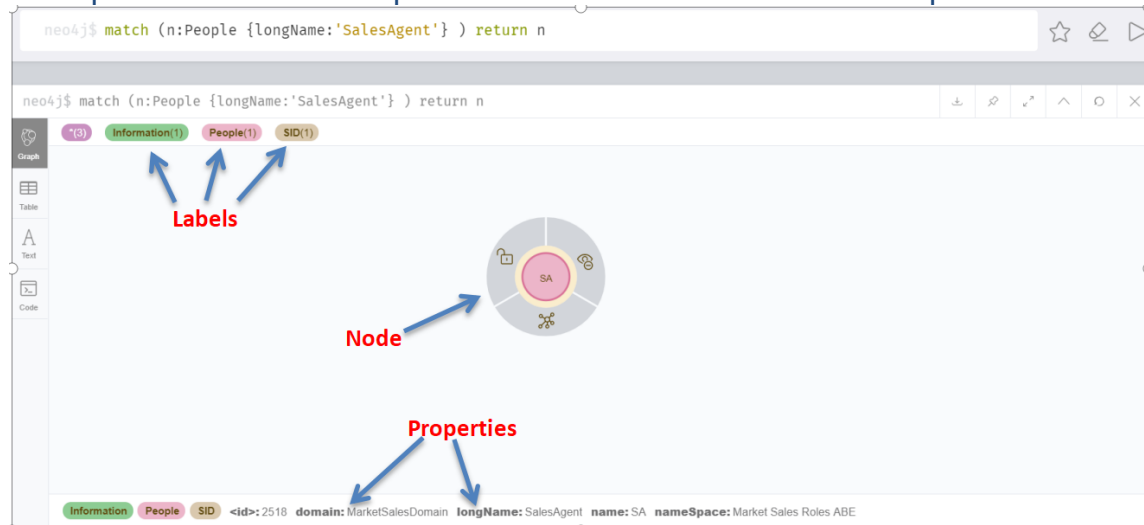 neo4j$ match (n:People {longName:'SalesAgent'} ) return n
neo4j$ match (n:People {longName:'SalesAgent'} ) return n
*(3) Information(1) People(1) SID(1)
Graph
Table
A
Text
Code
Labels
SA
Node
Properties
Information People SID <id>: 2518 domain: MarketSalesDomain longName: SalesAgent name: SA nameSpace: Market Sales Roles ABE